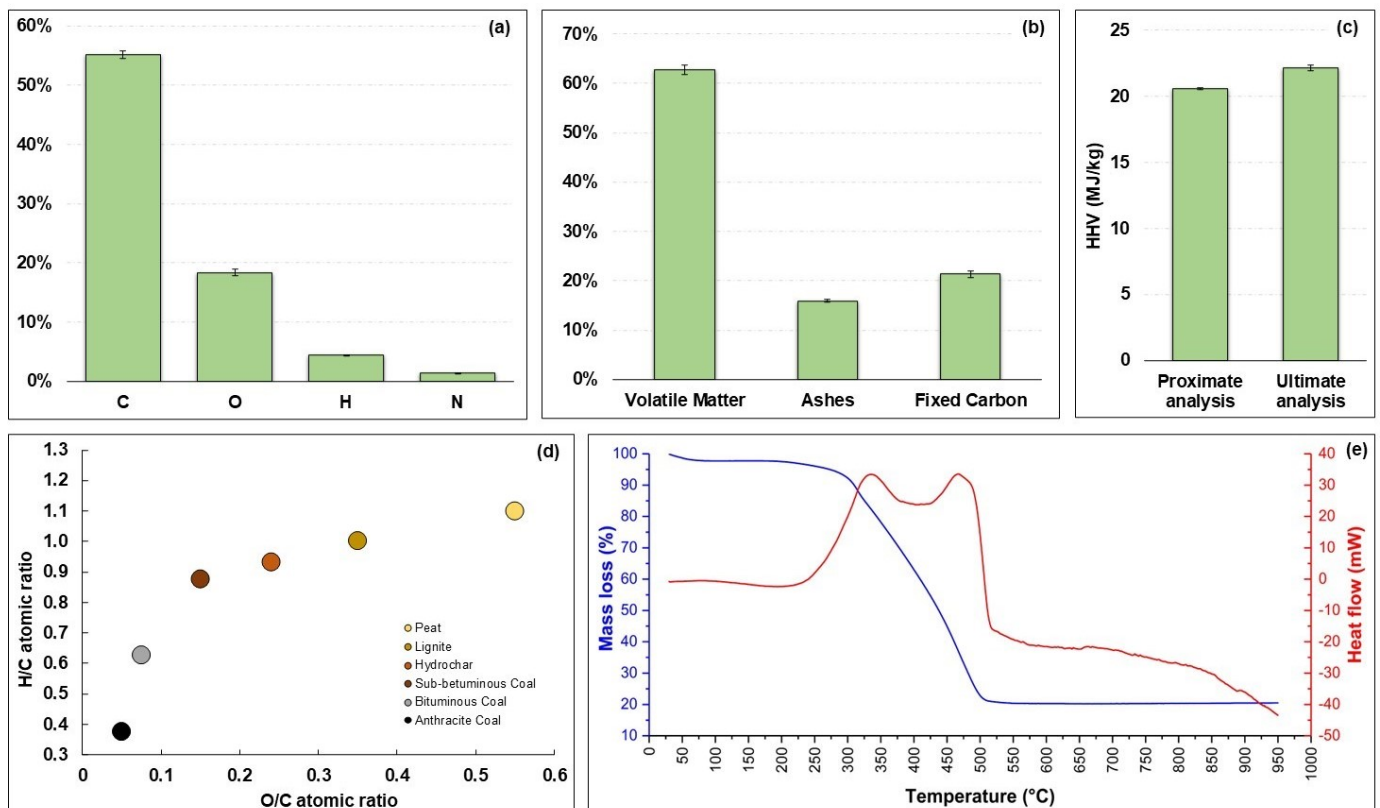 (a)
60%
50%
40%
30%
20%
10%
0%
C O H N
(b)
70%
60%
50%
40%
30%
20%
10%
0%
Volatile Matter Ashes Fixed Carbon
(c)
HHV (MJ/kg)
25
20
15
10
5
0
Proximate analysis
Ultimate analysis
(d)
H/C atomic ratio
1.3
1.2
1.1
1.0
0.9
0.8
0.7
0.6
0.5
0.4
0.3
Peat
Lignite
Hydrochar
Sub-betuminous Coal
Bituminous Coal
Anthracite Coal
0 0.1 0.2 0.3 0.4 0.5 0.6
O/C atomic ratio
(e)
Mass loss (%)
100
90
80
70
60
50
40
30
20
10
Heat flow (mW)
40
30
20
10
0
-10
-20
-30
-40
-50
0 50 100 150 200 250 300 350 400 450 500 550 600 650 700 750 800 850 900 950 1000
Temperature (°C)